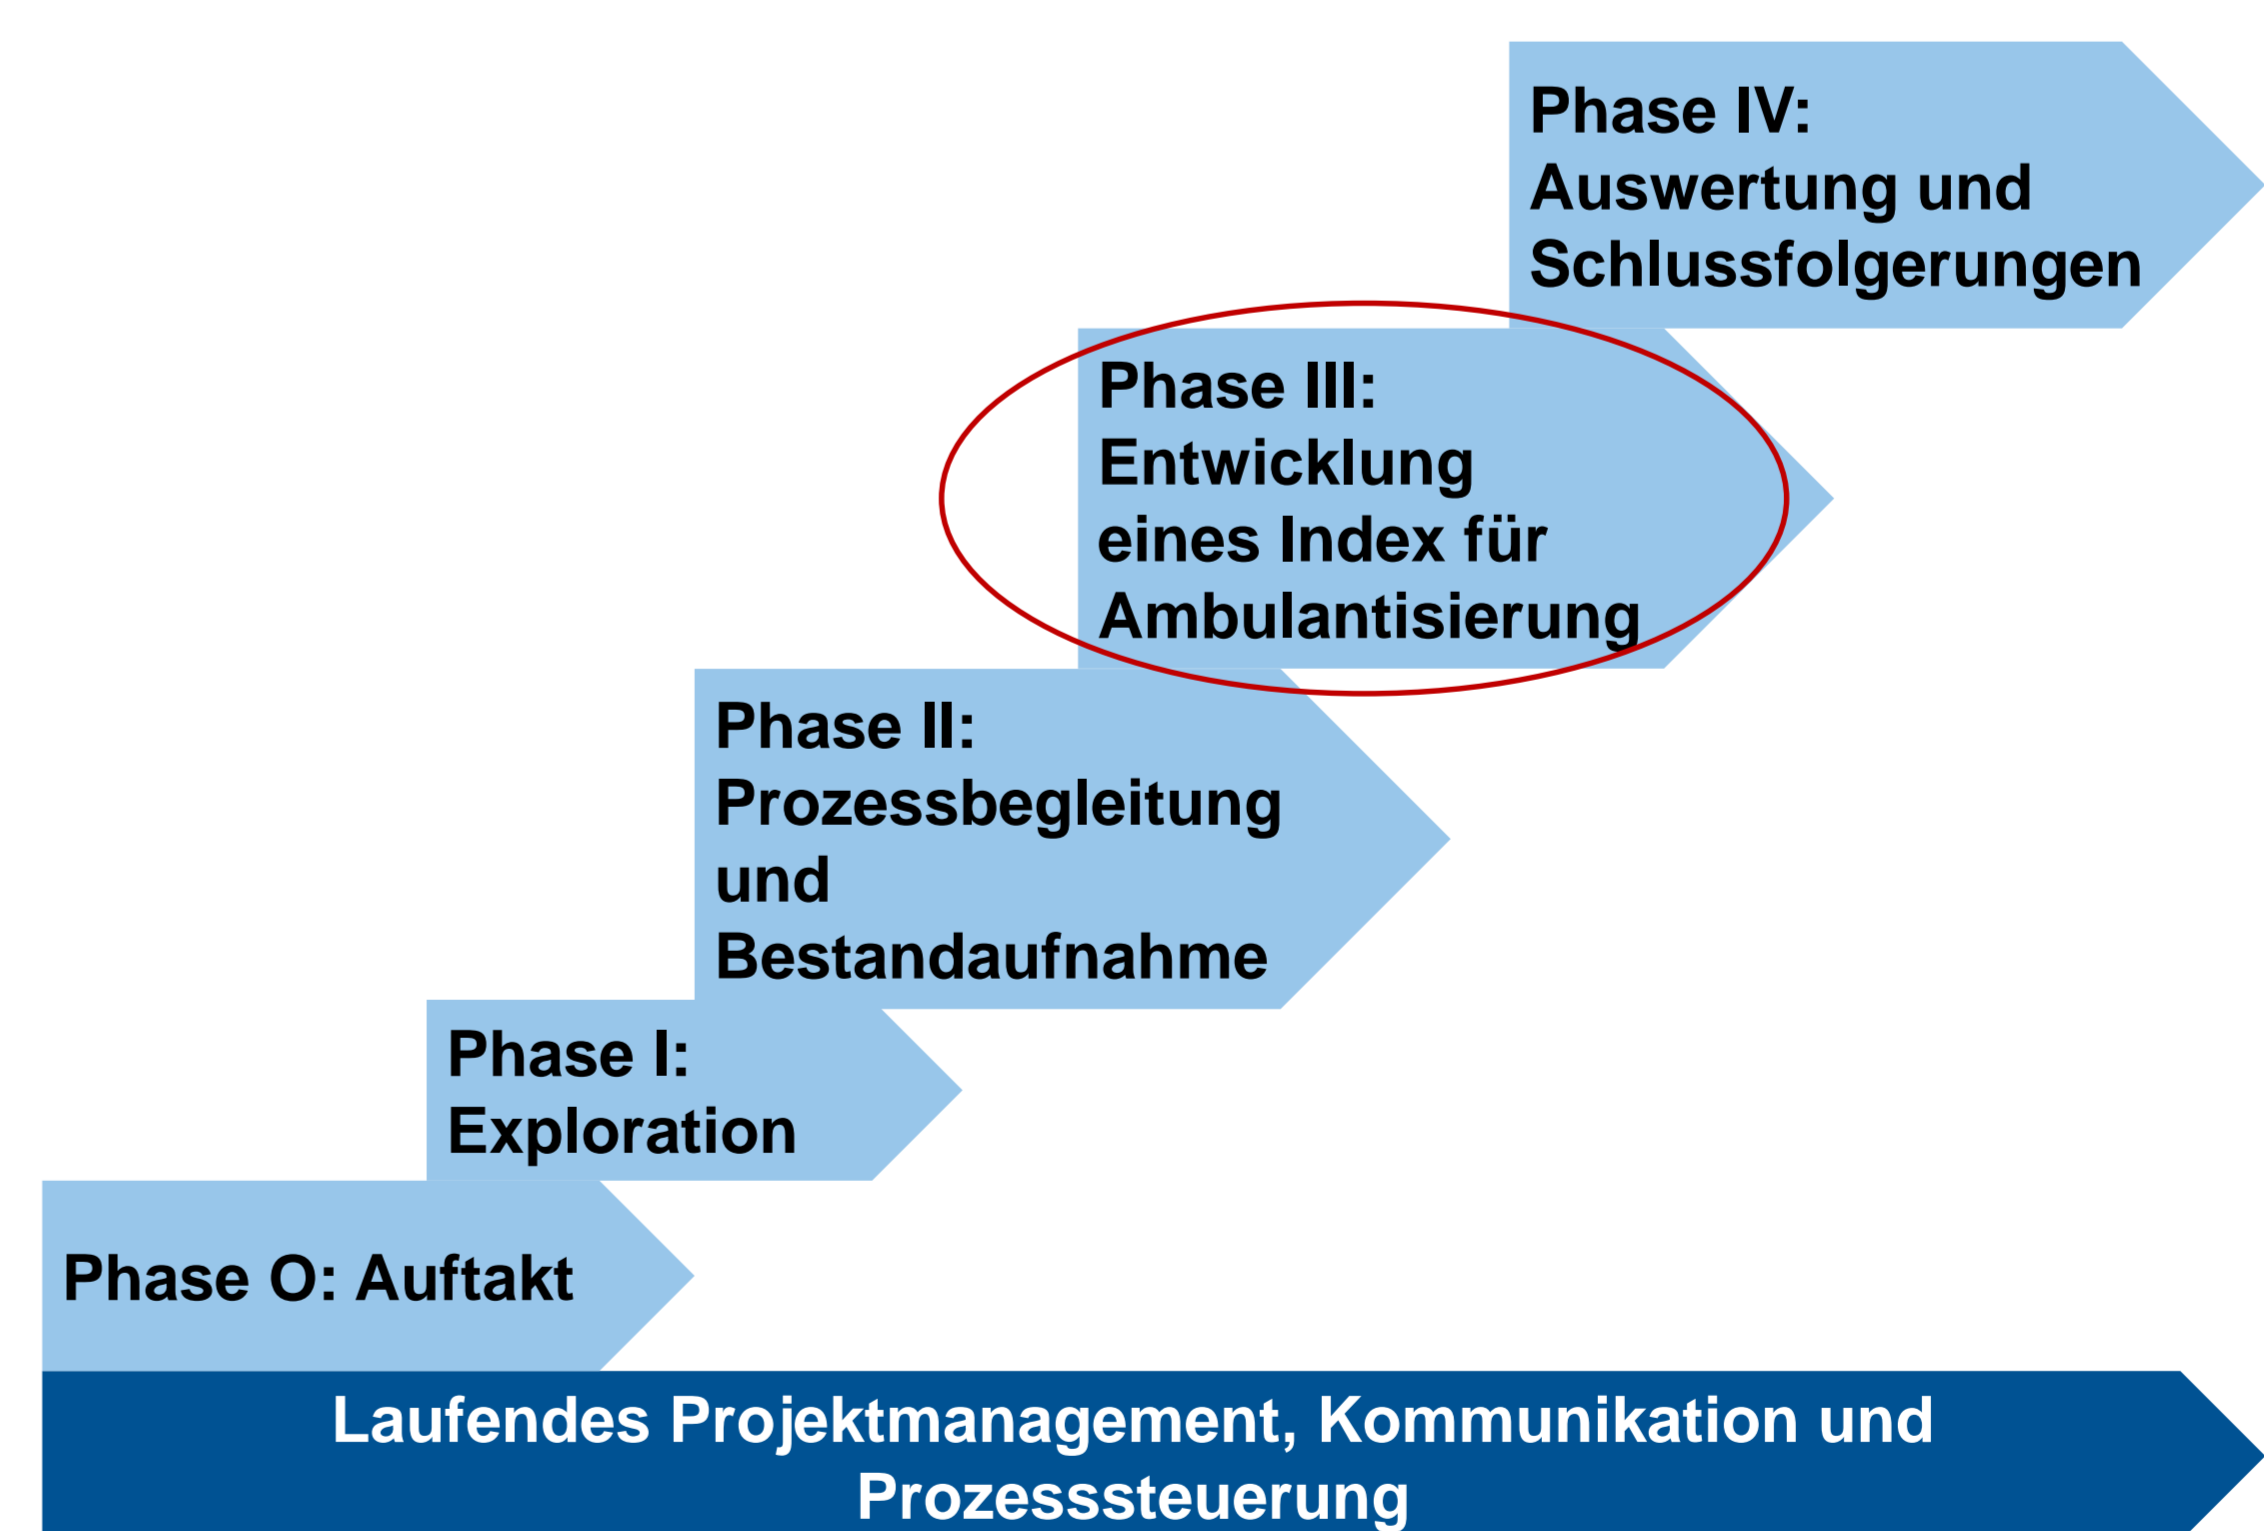 Phase IV:
Auswertung und
Schlussfolgerungen
Phase III:
Entwicklung
eines Index für
Ambulantisierung
Phase II:
Prozessbegleitung
und
Bestandaufnahme
Phase I:
Exploration
Phase O: Auftakt
Laufendes Projektmanagement, Kommunikation und
Prozesssteuerung